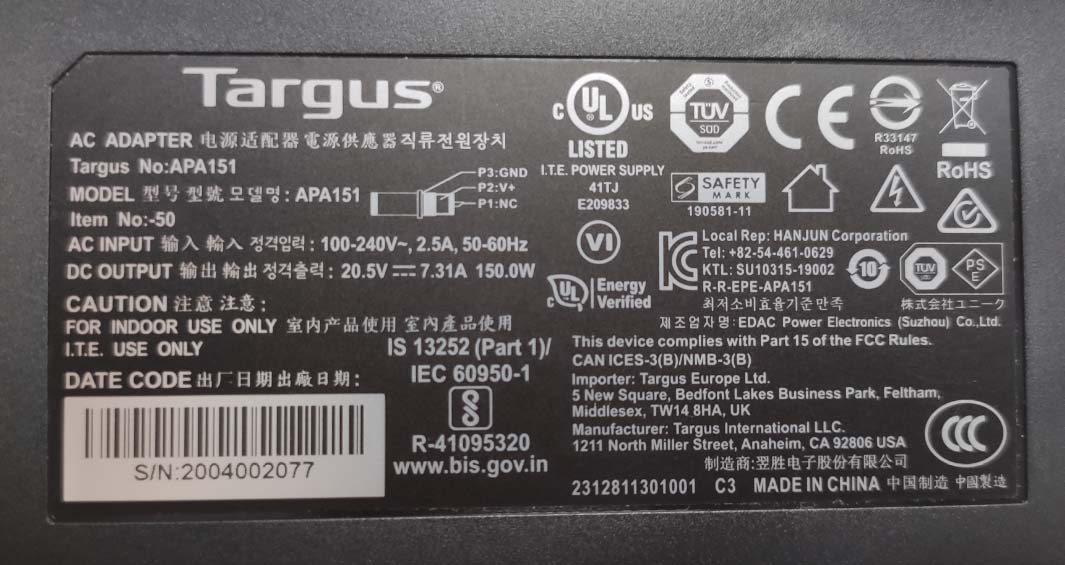 Targus®
AC ADAPTER 电源适配器 電源供應器 직류전원장치
Targus No:APA151
MODEL 型号 型號 모델명: APA151
Item No:-50
P3:GND
P2:V+
P1:NC
AC INPUT 输入 輸入 정격입력: 100-240V~, 2.5A, 50-60Hz
DC OUTPUT 输出 輸出 정격출력: 20.5V⎓7.31A 150.0W
CAUTION 注意 注意:
FOR INDOOR USE ONLY 室内产品使用 室內產品使用
I.T.E. USE ONLY
DATE CODE 出厂日期 出廠日期:
S/N:2004002077
IS 13252 (Part 1)/
IEC 60950-1
R-41095320
www.bis.gov.in
C UL US
LISTED
I.T.E. POWER SUPPLY
41TJ
E209833
VI
C UL Energy
Verified
TÜV
SÜD
CE
R33147
RoHS
RoHS
SAFETY
MARK
190581-11
Local Rep: HANJUN Corporation
Tel: +82-54-461-0629
KTL: SU10315-19002
R-R-EPE-APA151
최저소비효율기준만족
10
TÜV
PS
E
株式会社ユニーク
제조업자명: EDAC Power Electronics (Suzhou) Co.,Ltd.
This device complies with Part 15 of the FCC Rules.
CAN ICES-3(B)/NMB-3(B)
Importer: Targus Europe Ltd.
5 New Square, Bedfont Lakes Business Park, Feltham,
Middlesex, TW14 8HA, UK
Manufacturer: Targus International LLC.
1211 North Miller Street, Anaheim, CA 92806 USA
制造商:翌胜电子股份有限公司
2312811301001 C3 MADE IN CHINA 中国制造 中國製造
CCC